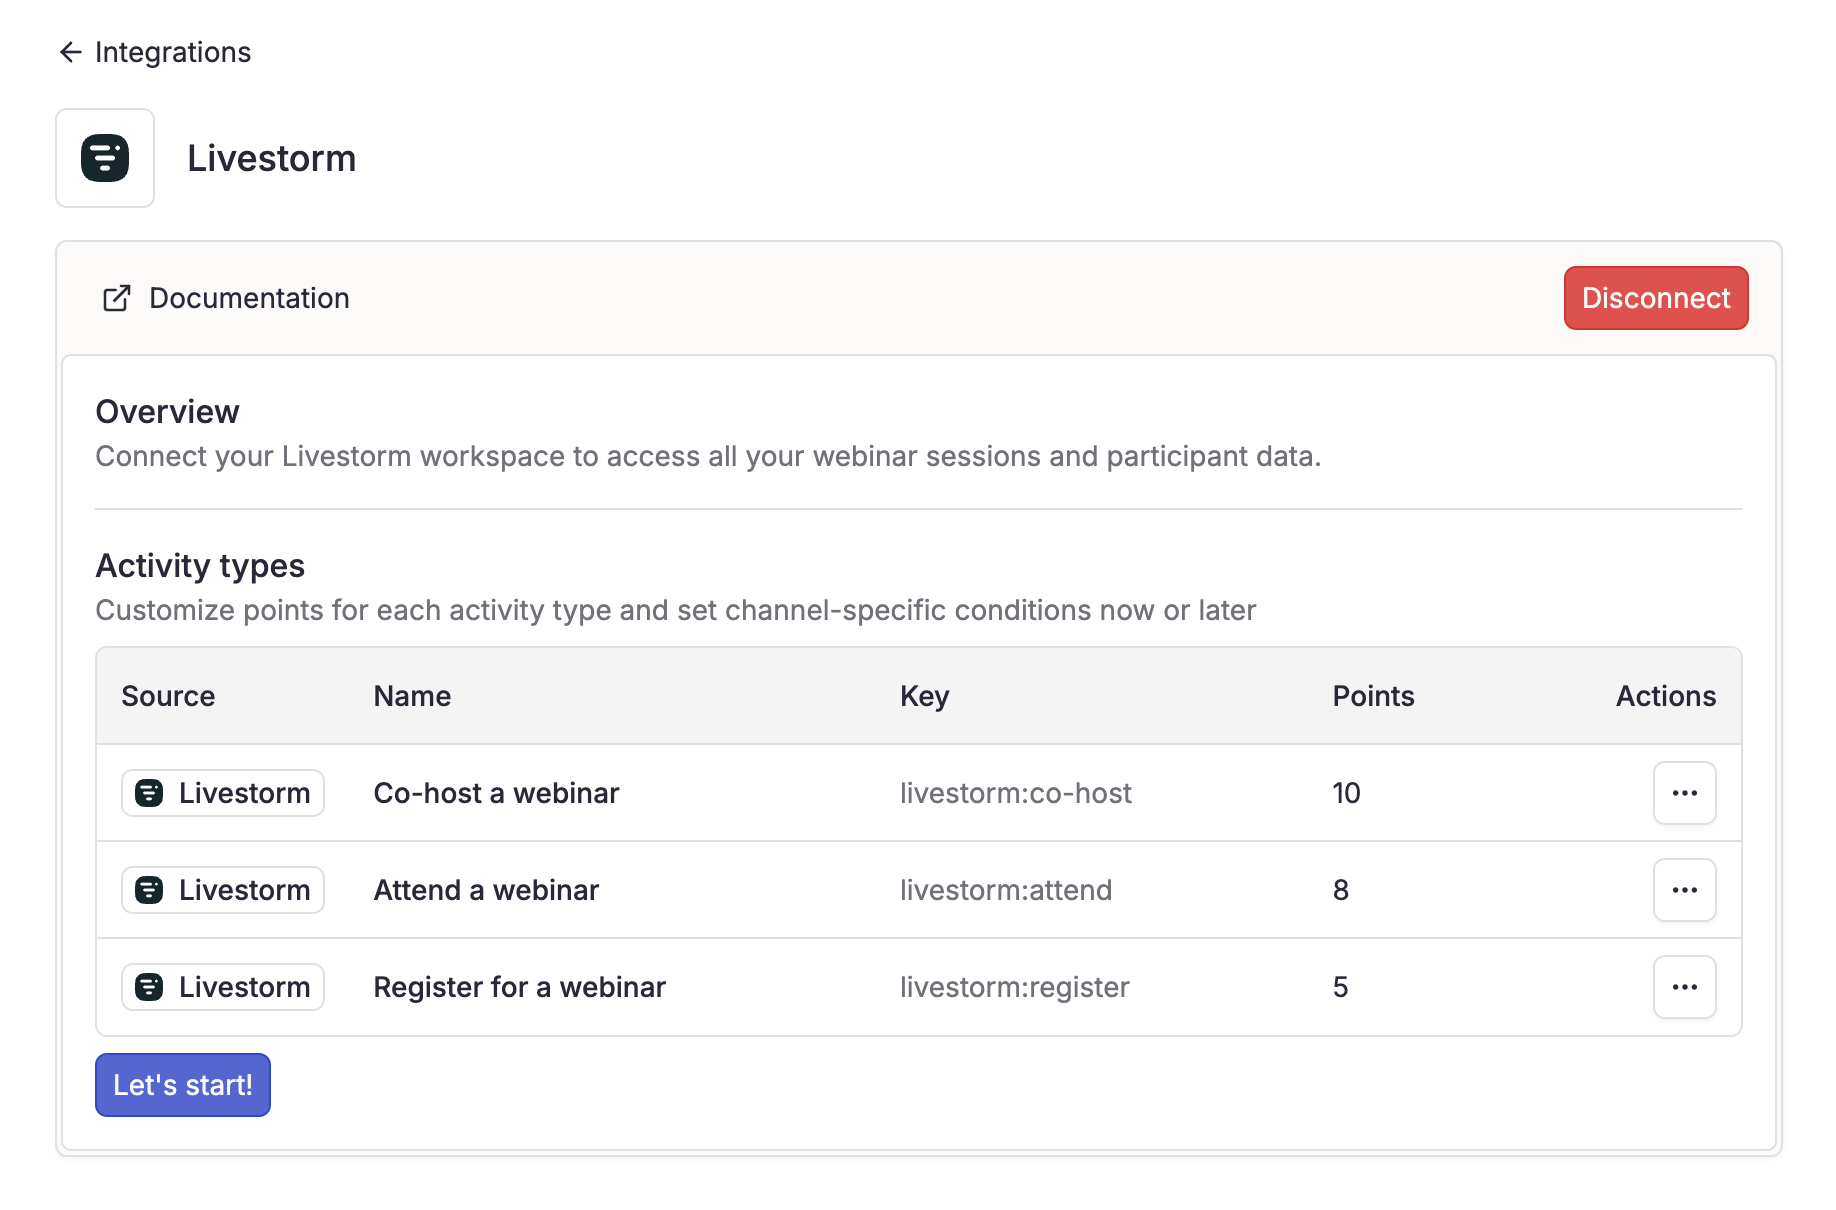 Integrations
Livestorm
Documentation
Disconnect
Overview
Connect your Livestorm workspace to access all your webinar sessions and participant data.
Activity types
Customize points for each activity type and set channel-specific conditions now or later
Source Name Key Points Actions
Livestorm Co-host a webinar livestorm:co-host 10
Livestorm Attend a webinar livestorm:attend 8
Livestorm Register for a webinar livestorm:register 5
Let's start!